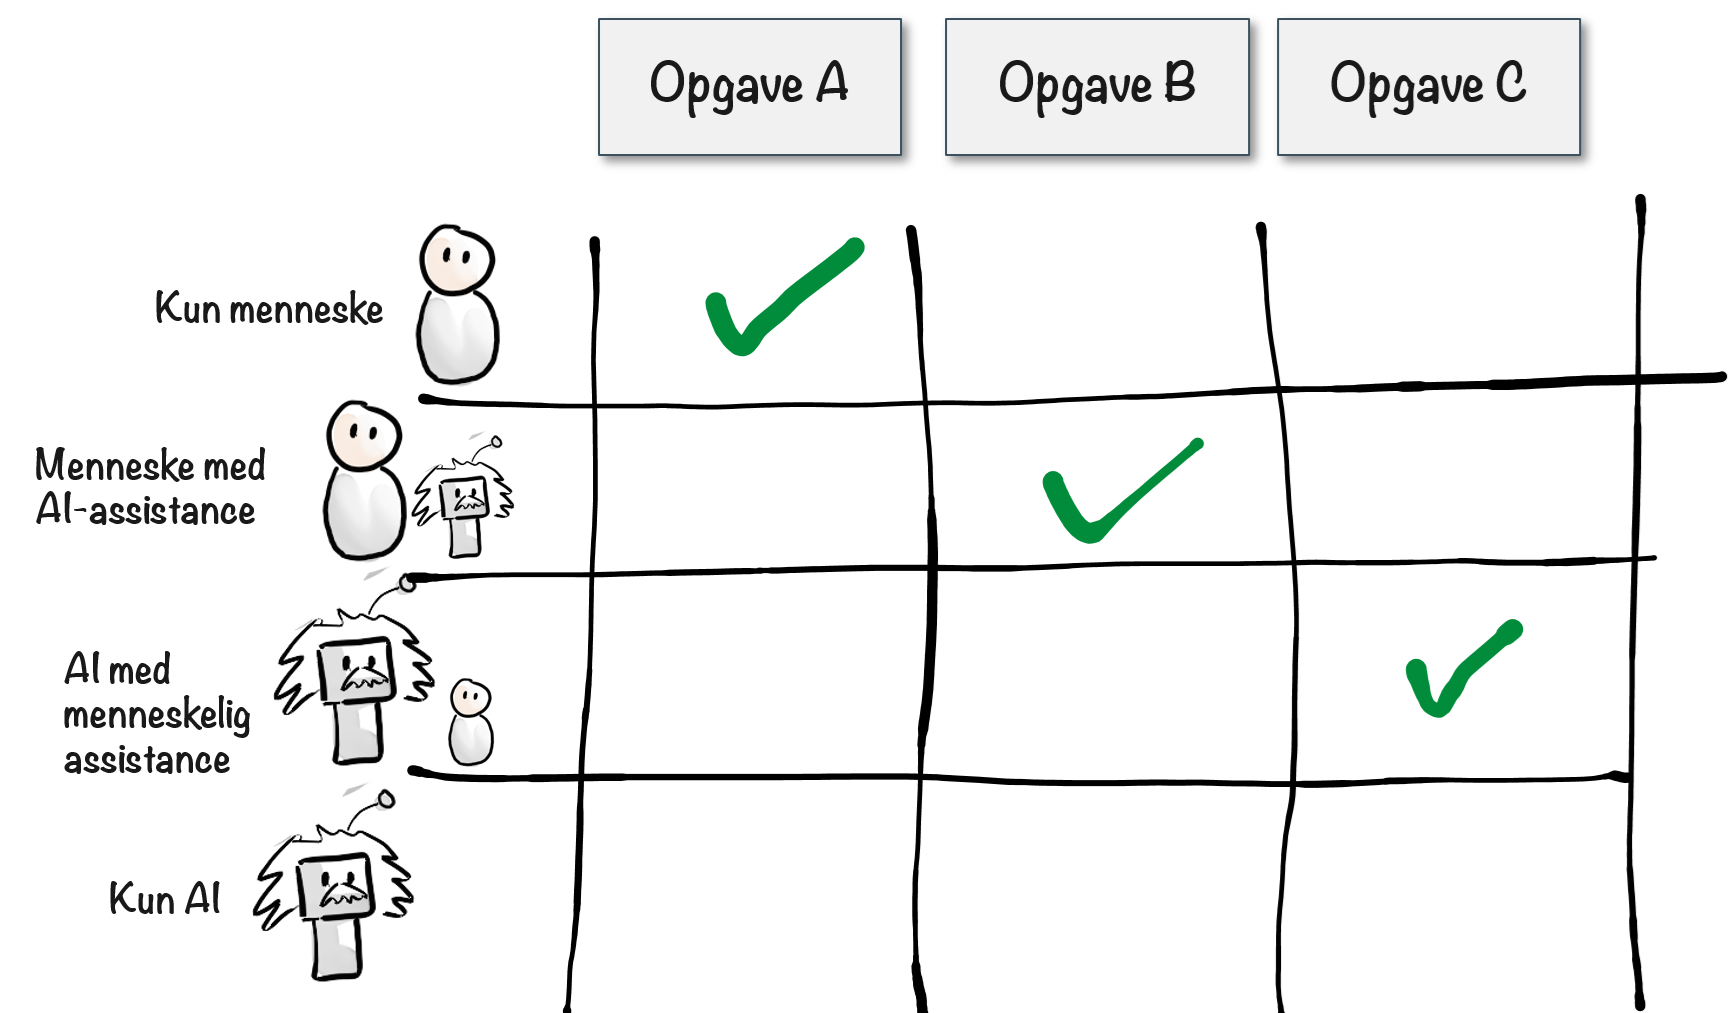 Opgave A
Opgave B
Opgave C
Kun menneske
Menneske med
AI-assistance
AI med
menneskelig
assistance
Kun AI